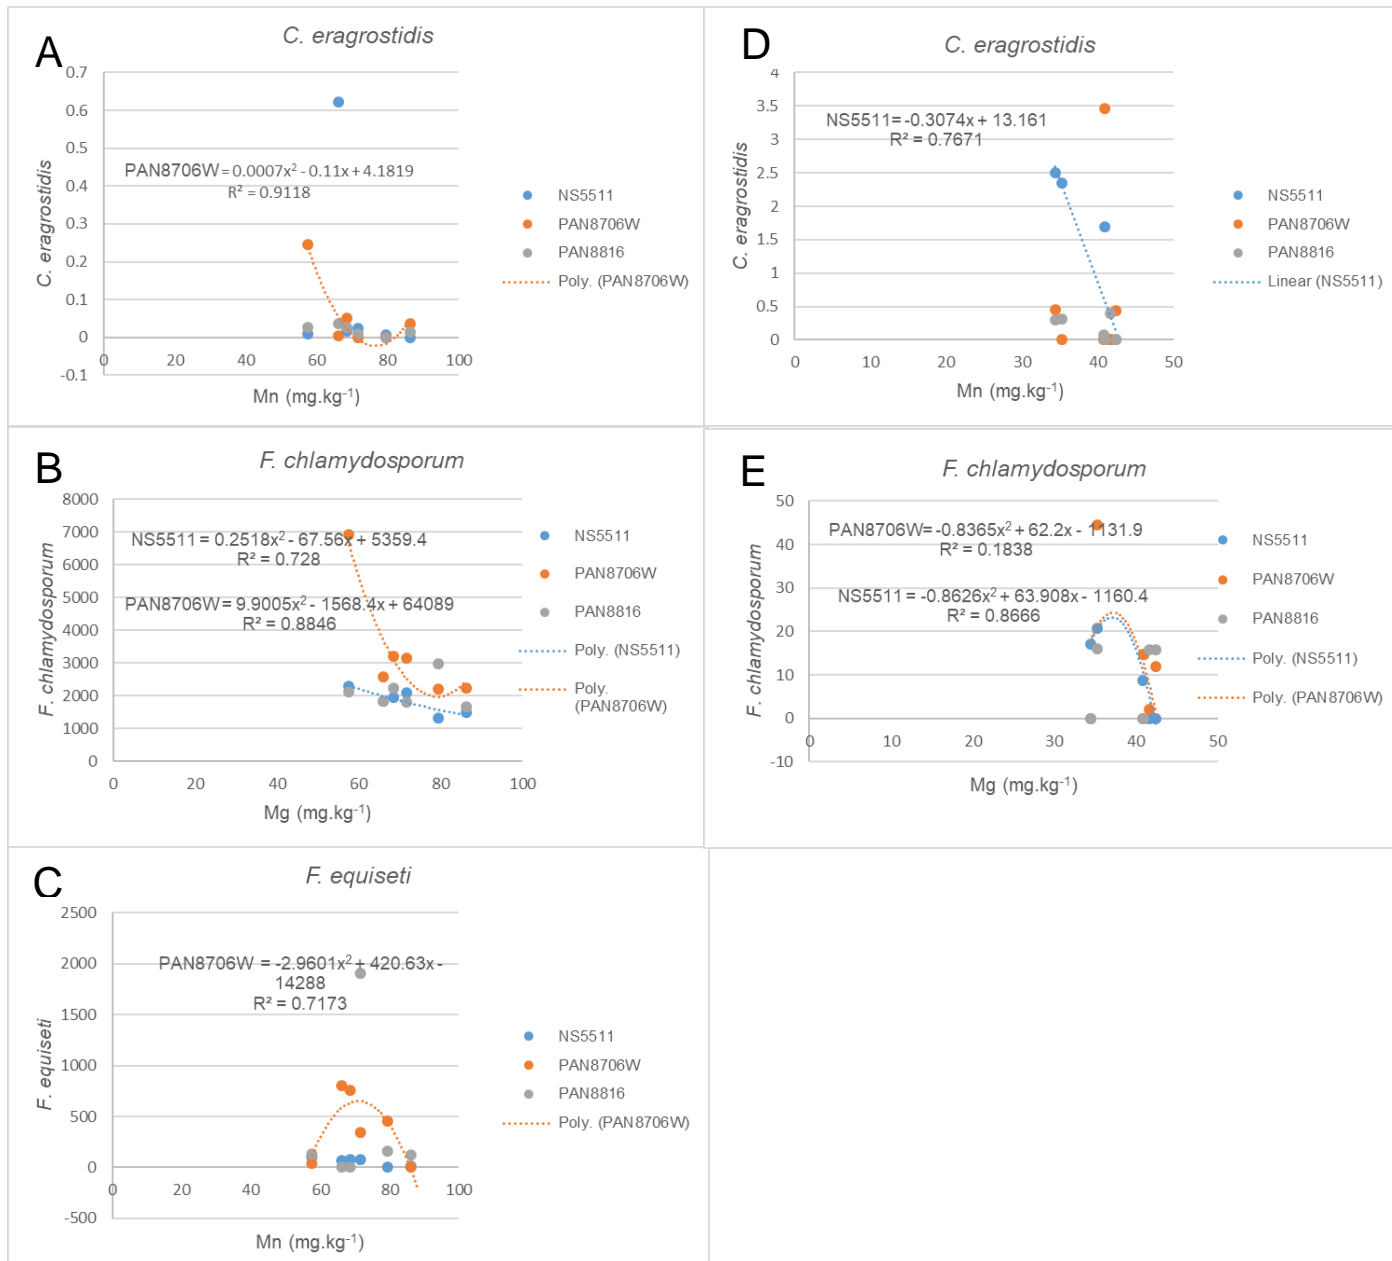 A
C. eragrostidis
0.7
0.6
0.5
0.4
0.3
0.2
0.1
0
-0.1
C. eragrostidis
PAN8706W = 0.0007x² - 0.11x + 4.1819
R² = 0.9118
0 20 40 60 80 100
Mn (mg.kg⁻¹)
NS5511
PAN8706W
PAN8816
Poly. (PAN8706W)
D
C. eragrostidis
4
3.5
3
2.5
2
1.5
1
0.5
0
C. eragrostidis
NS5511= -0.3074x + 13.161
R² = 0.7671
0 10 20 30 40 50
Mn (mg.kg⁻¹)
NS5511
PAN8706W
PAN8816
Linear (NS5511)
B
F. chlamydosporum
8000
7000
6000
5000
4000
3000
2000
1000
0
F. chlamydosporum
NS5511 = 0.2518x² - 67.56x + 5359.4
R² = 0.728
PAN8706W = 9.9005x² - 1568.4x + 64089
R² = 0.8846
0 20 40 60 80 100
Mg (mg.kg⁻¹)
NS5511
PAN8706W
PAN8816
Poly. (NS5511)
Poly.
(PAN8706W)
E
F. chlamydosporum
50
40
30
20
10
0
-10
F. chlamydosporum
PAN8706W= -0.8365x² + 62.2x - 1131.9
R² = 0.1838
NS5511 = -0.8626x² + 63.908x - 1160.4
R² = 0.8666
0 10 20 30 40 50
Mg (mg.kg⁻¹)
NS5511
PAN8706W
PAN8816
Poly. (NS5511)
Poly. (PAN8706W)
C
F. equiseti
2500
2000
1500
1000
500
0
-500
F. equiseti
PAN8706W = -2.9601x² + 420.63x -
14288
R² = 0.7173
0 20 40 60 80 100
Mn (mg.kg⁻¹)
NS5511
PAN8706W
PAN8816
Poly. (PAN8706W)